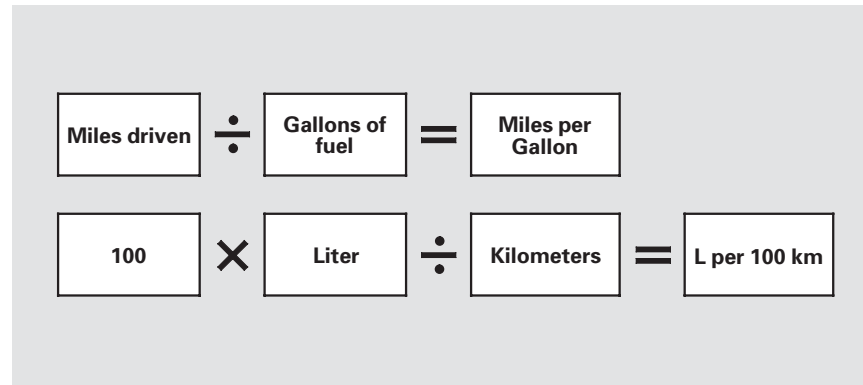 Miles driven ÷ Gallons of fuel = Miles per Gallon
100 × Liter ÷ Kilometers = L per 100 km